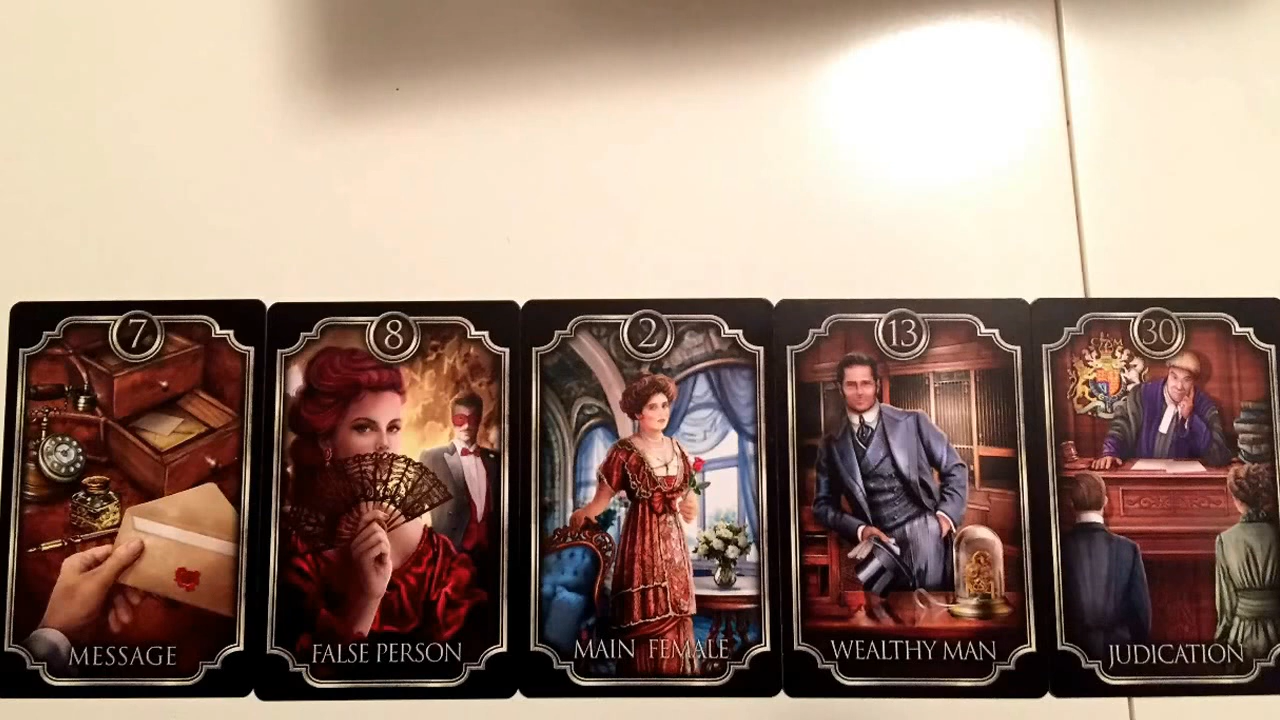 7
MESSAGE
8
FALSE PERSON
2
MAIN FEMALE
13
WEALTHY MAN
30
JUDICATION